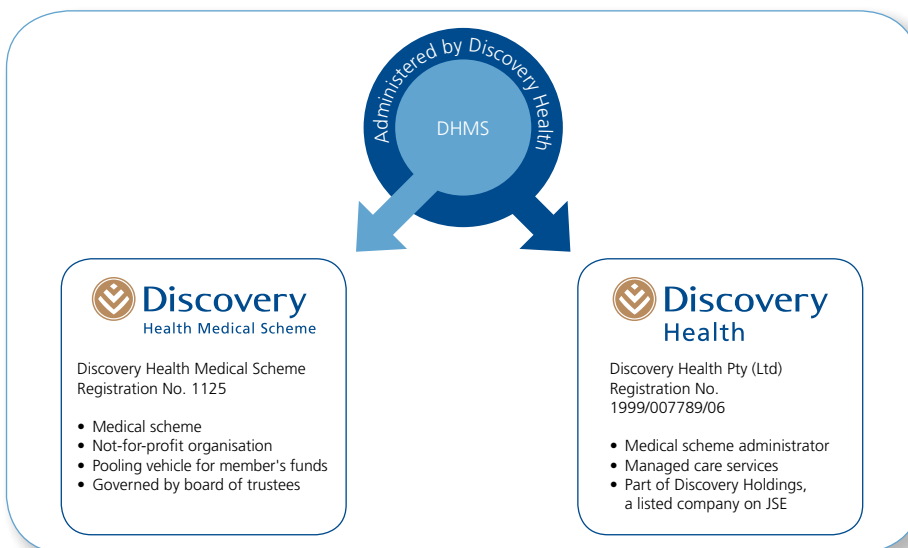 Administered by Discovery Health
DHMS
Discovery
Health Medical Scheme
Discovery Health Medical Scheme
Registration No. 1125
• Medical scheme
• Not-for-profit organisation
• Pooling vehicle for member's funds
• Governed by board of trustees
Discovery
Health
Discovery Health Pty (Ltd)
Registration No.
1999/007789/06
• Medical scheme administrator
• Managed care services
• Part of Discovery Holdings,
a listed company on JSE